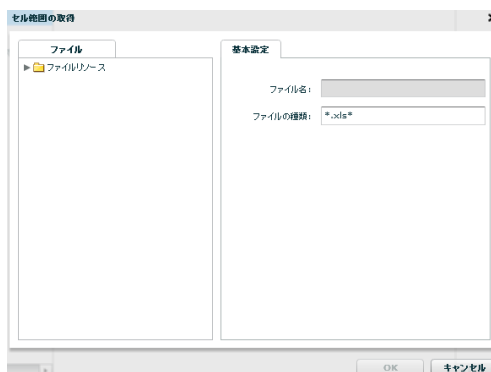 セル範囲の取得
ファイル
ファイルリソース
基本設定
ファイル名:
ファイルの種類: *.xls*
OK
キャンセル